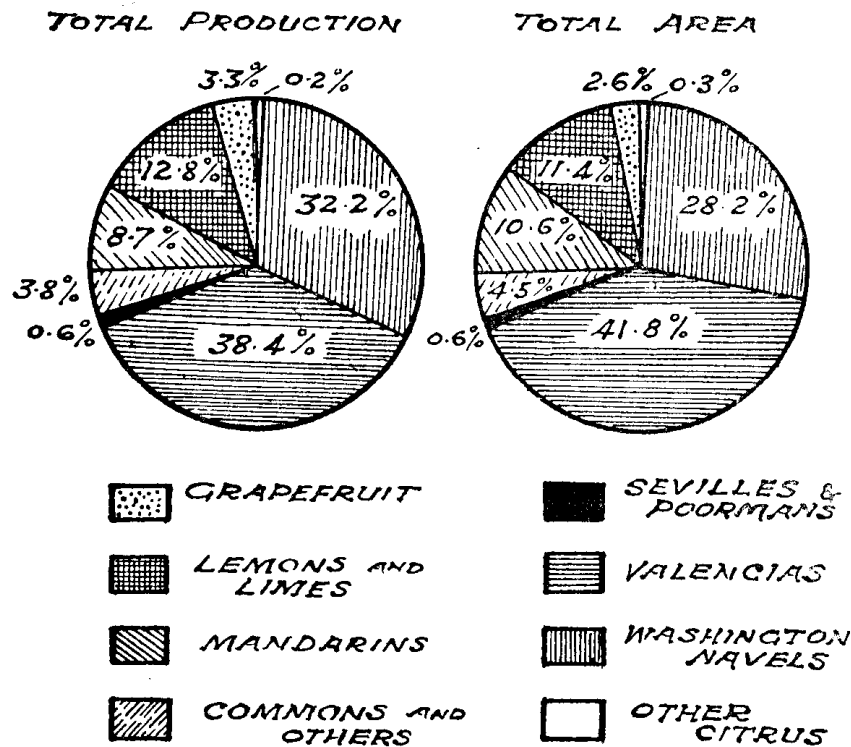 TOTAL PRODUCTION
TOTAL AREA
3.3% 0.2%
12.8%
32.2%
8.7%
3.8%
0.6%
38.4%
2.6% 0.3%
11.4%
28.2%
10.6%
4.5%
0.6%
41.8%
GRAPEFRUIT
LEMONS AND
LIMES
MANDARINS
COMMONS AND
OTHERS
SEVILLES &
POORMANS
VALENCIAS
WASHINGTON
NAVELS
OTHER
CITRUS